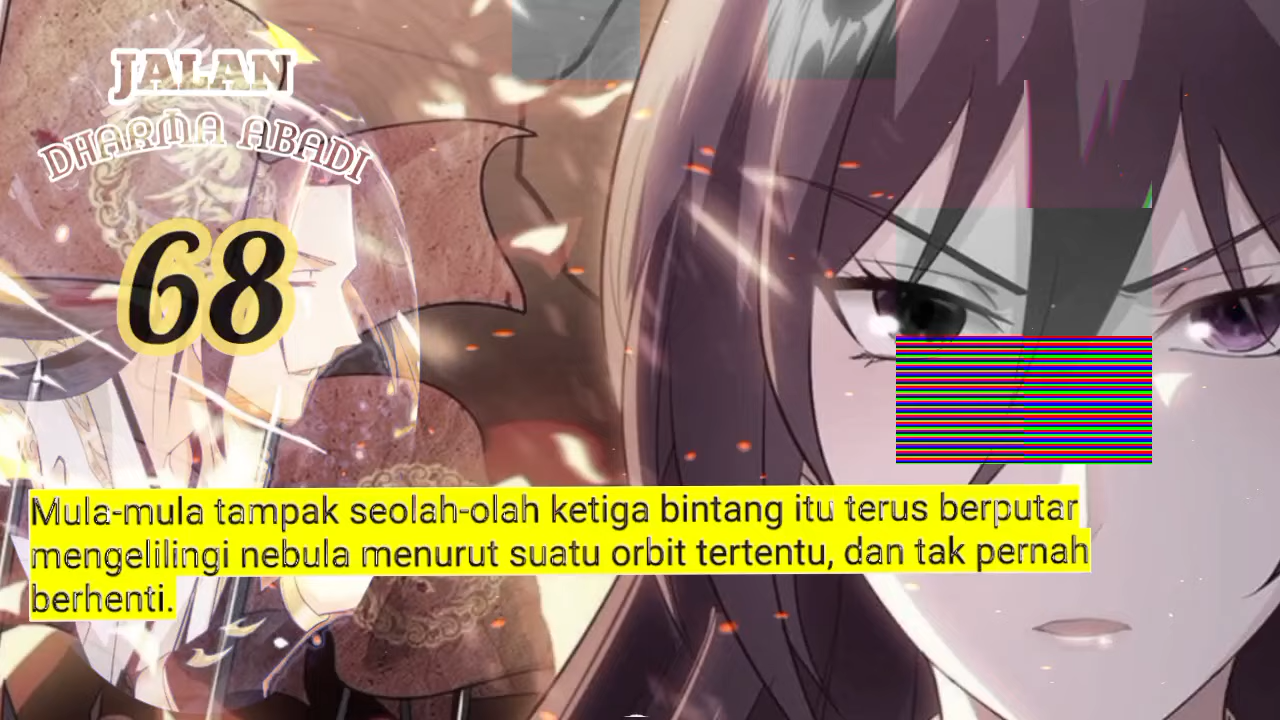 JALAN
DHARMA ABADI
68
Mula-mula tampak seolah-olah ketiga bintang itu terus berputar
mengelilingi nebula menurut suatu orbit tertentu, dan tak pernah
berhenti.